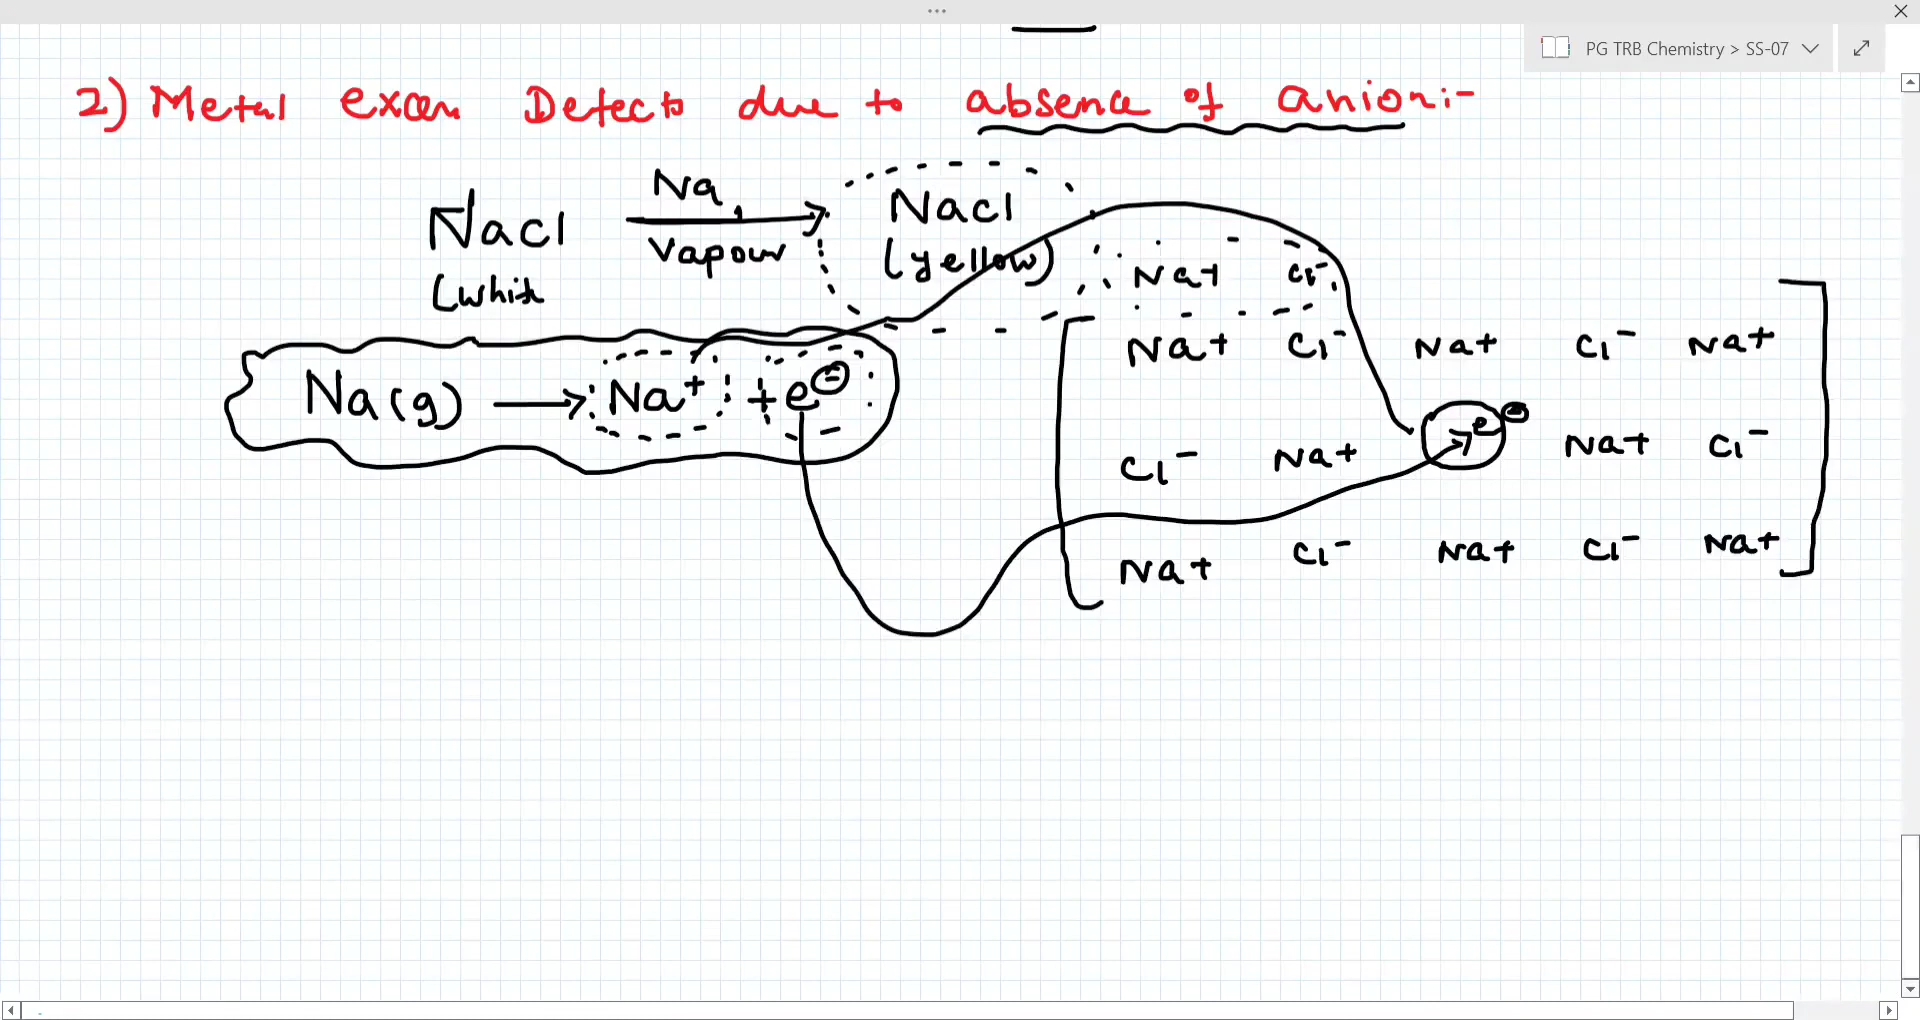 PG TRB Chemistry > SS-07
2) Metal excess Defects due to absence of anion:-
NaCl Na, Vapour → NaCl
(white (yellow)
Na+ Cl-
Na(g) → Na+ + e-
Na+ Cl- Na+ Cl- Na+
Cl- Na+ e- Na+ Cl-
Na+ Cl- Na+ Cl- Na+